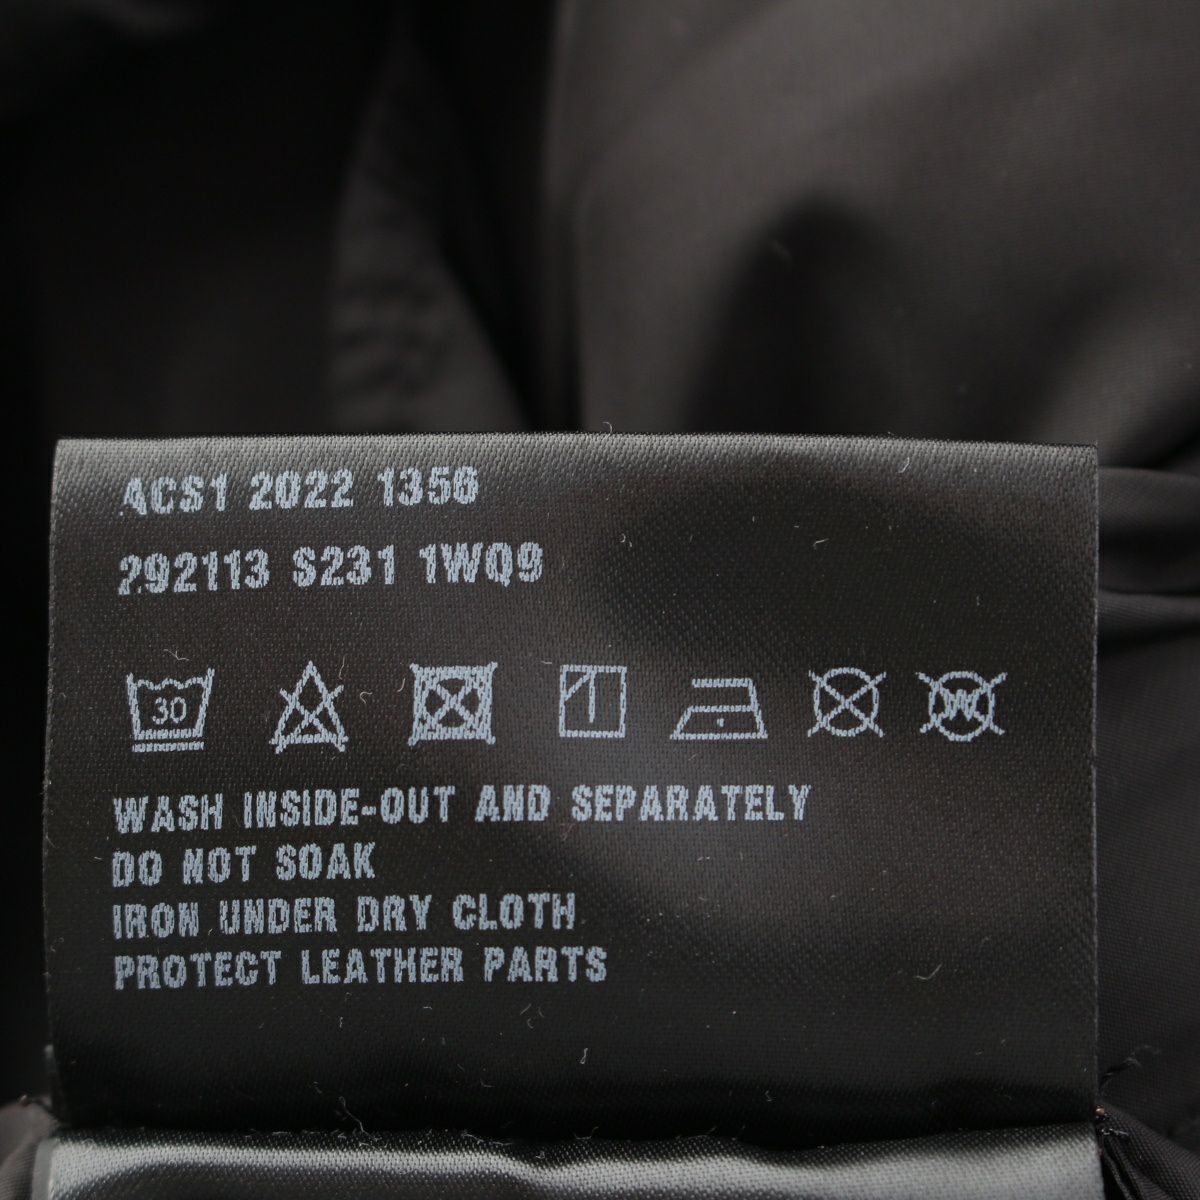 ACS1 2022 1356
292113 S231 1WQ9
30
W
WASH INSIDE-OUT AND SEPARATELY
DO NOT SOAK
IRON UNDER DRY CLOTH
PROTECT LEATHER PARTS